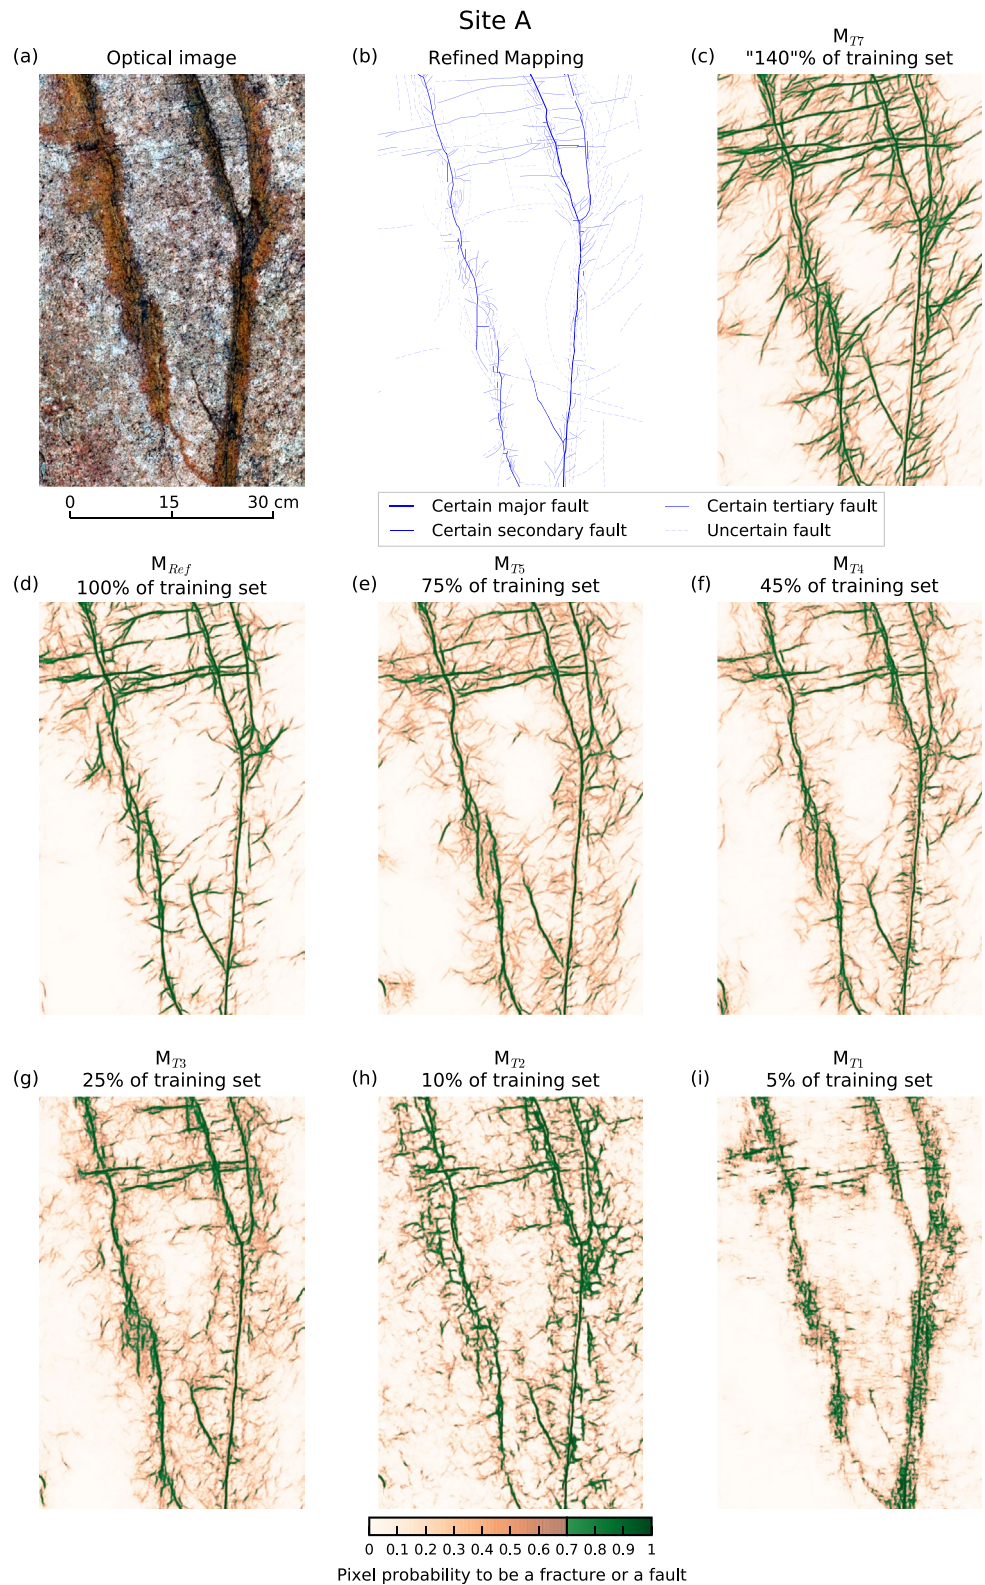 Site A
(a) Optical image
(b) Refined Mapping
(c) M_T7
"140"% of training set
0 15 30 cm
Certain major fault
Certain secondary fault
Certain tertiary fault
Uncertain fault
(d) M_Ref
100% of training set
(e) M_T5
75% of training set
(f) M_T4
45% of training set
(g) M_T3
25% of training set
(h) M_T2
10% of training set
(i) M_T1
5% of training set
0 0.1 0.2 0.3 0.4 0.5 0.6 0.7 0.8 0.9 1
Pixel probability to be a fracture or a fault